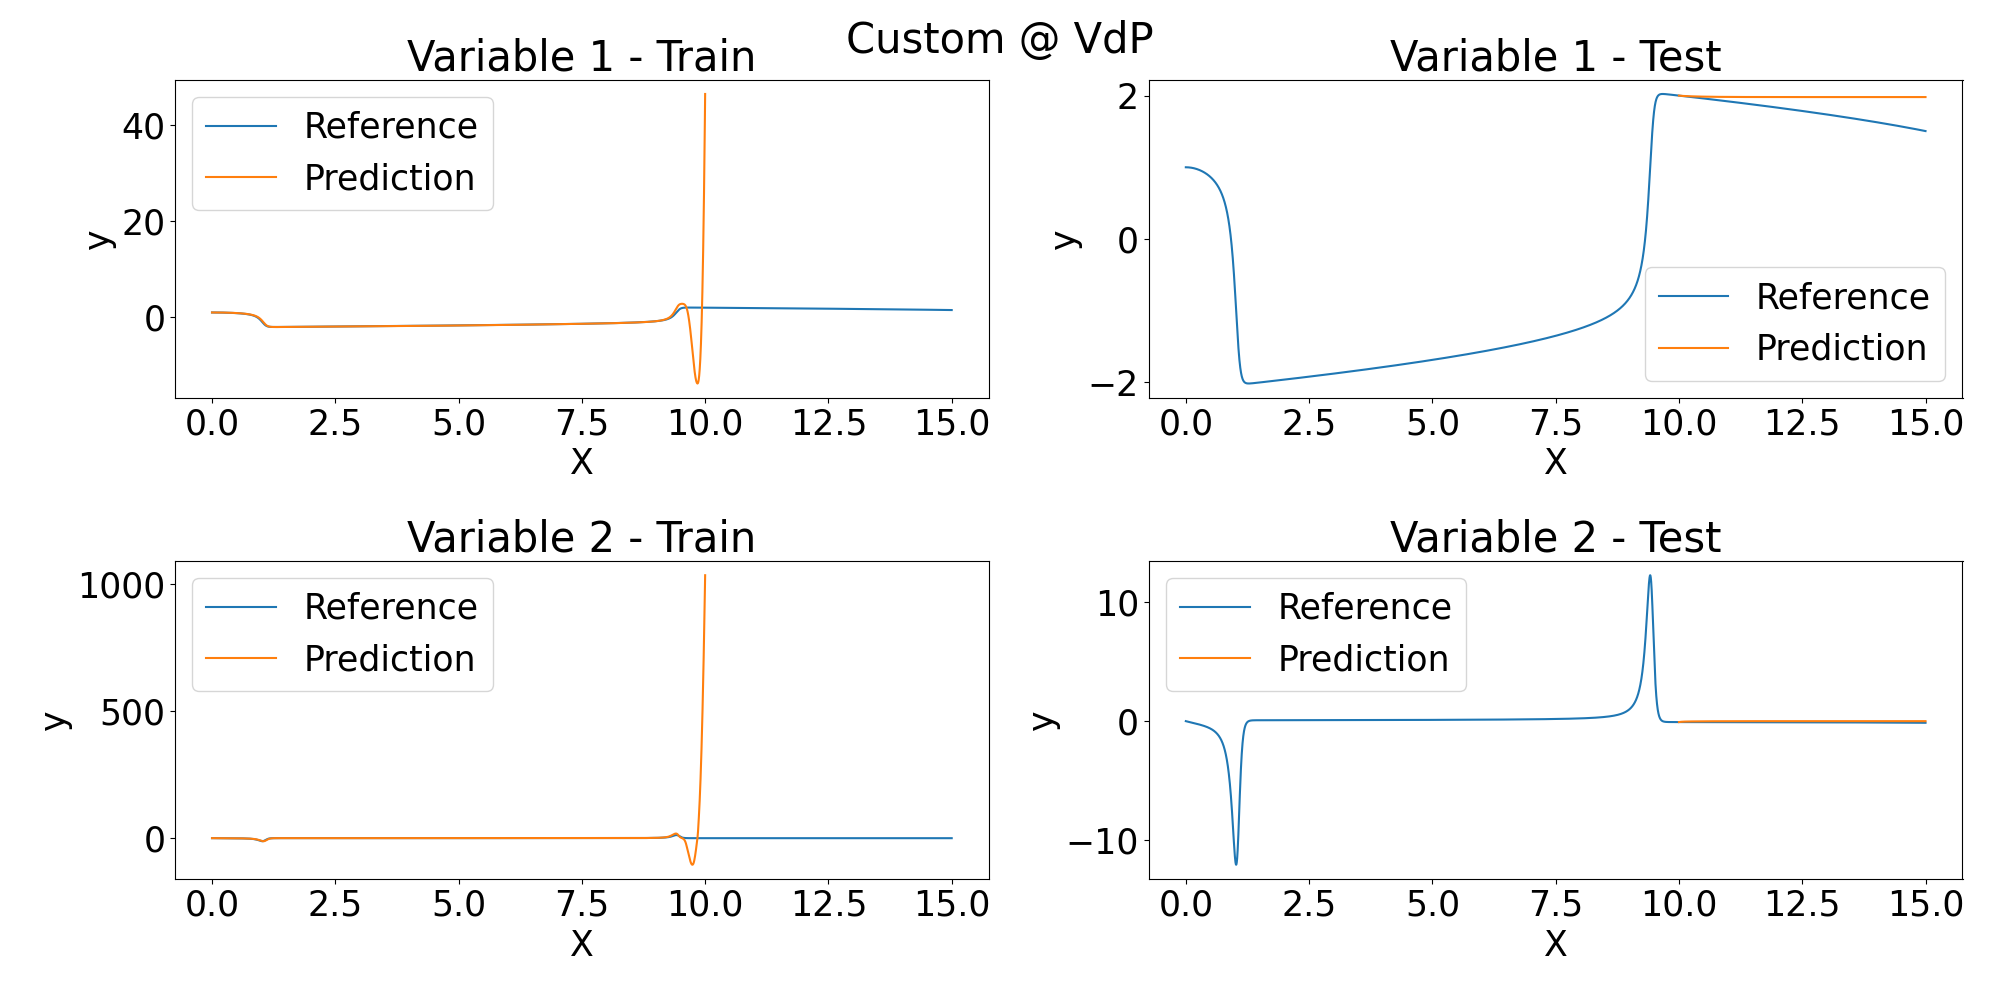 Custom @ VdP
Variable 1 - Train
40
20
0
y
Reference
Prediction
0.0 2.5 5.0 7.5 10.0 12.5 15.0
X
Variable 1 - Test
2
0
−2
y
Reference
Prediction
0.0 2.5 5.0 7.5 10.0 12.5 15.0
X
Variable 2 - Train
1000
500
0
y
Reference
Prediction
0.0 2.5 5.0 7.5 10.0 12.5 15.0
X
Variable 2 - Test
10
0
−10
y
Reference
Prediction
0.0 2.5 5.0 7.5 10.0 12.5 15.0
X